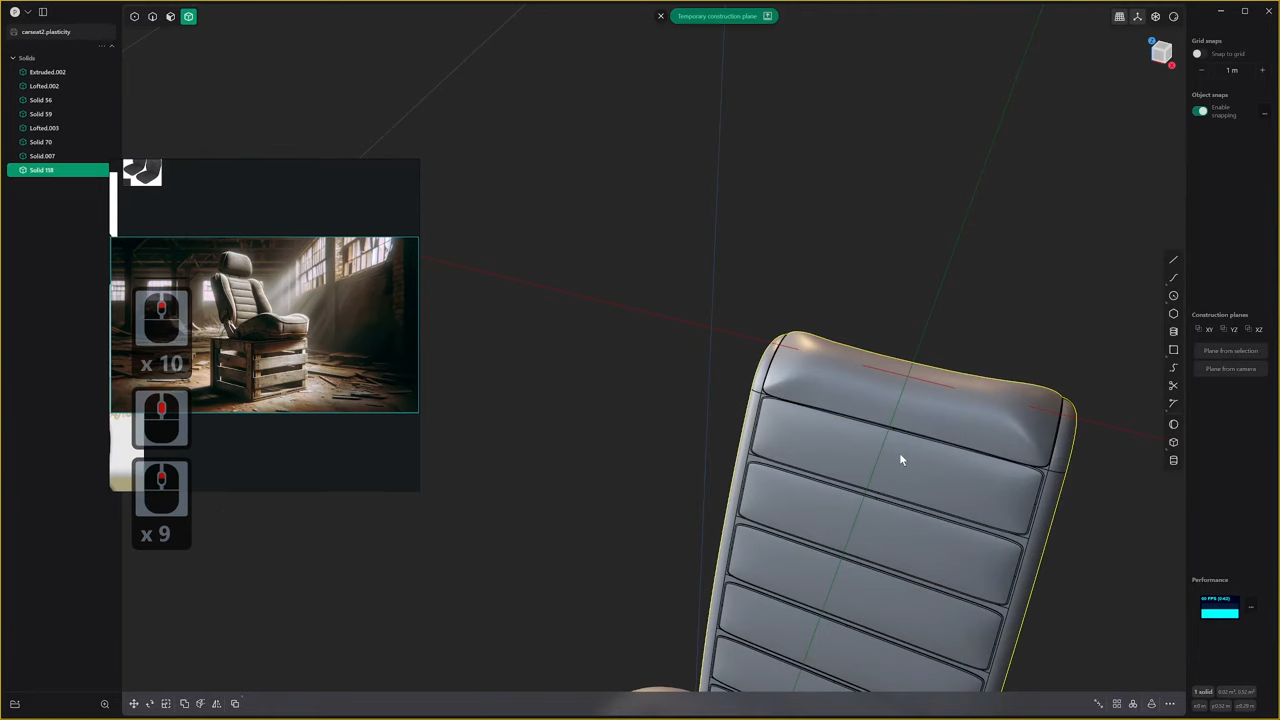 P
carseat2.plasticity
Solids
Extruded.002
Lofted.002
Solid 56
Solid 59
Lofted.003
Solid 70
Solid.007
Solid 118
x 10
x 9
Temporary construction plane
Z
X
Grid snaps
Snap to grid
1 m
Object snaps
Enable snapping
Construction planes
XY YZ XZ
Plane from selection
Plane from camera
Performance
1 solid